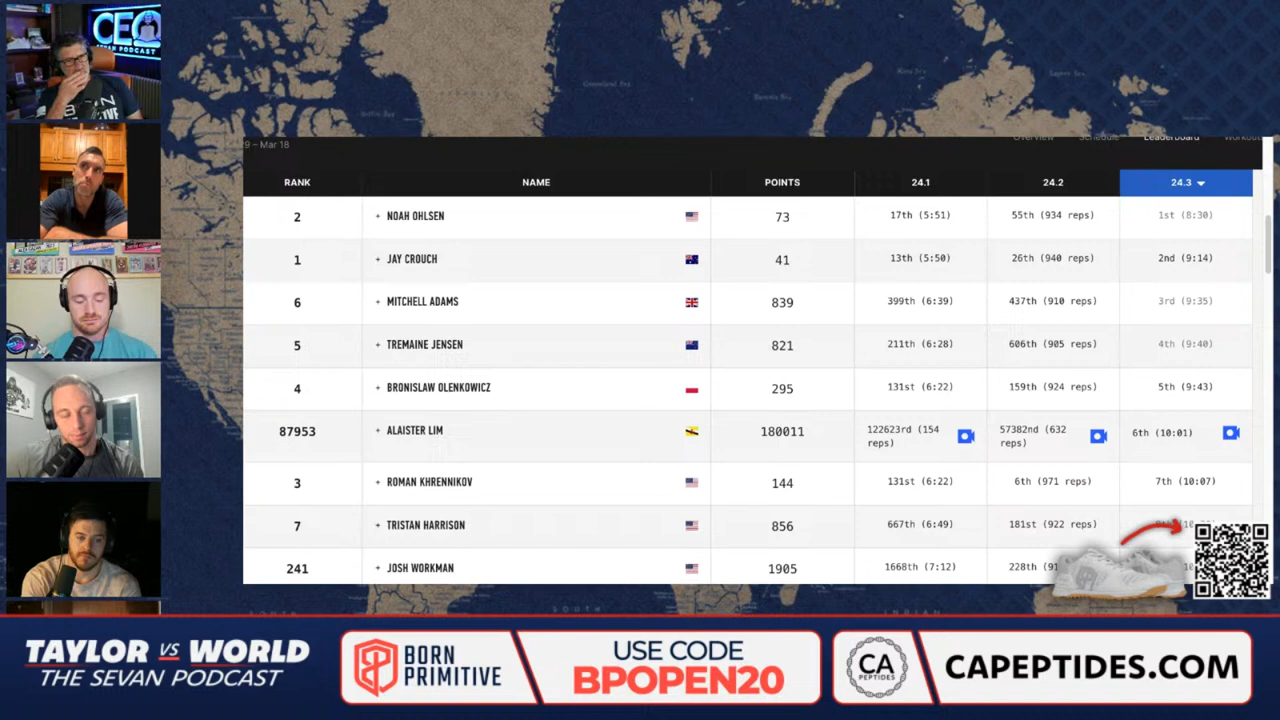 CEO
SEVAN PODCAST
Overview Schedule Leaderboard Workou
29 – Mar 18
RANK NAME POINTS 24.1 24.2 24.3
2 + NOAH OHLSEN 73 17th (5:51) 55th (934 reps) 1st (8:30)
1 + JAY CROUCH 41 13th (5:50) 26th (940 reps) 2nd (9:14)
6 + MITCHELL ADAMS 839 399th (6:39) 437th (910 reps) 3rd (9:35)
5 + TREMAINE JENSEN 821 211th (6:28) 606th (905 reps) 4th (9:40)
4 + BRONISLAW OLENKOWICZ 295 131st (6:22) 159th (924 reps) 5th (9:43)
87953 + ALAISTER LIM 180011 122623rd (154 reps) 57382nd (632 reps) 6th (10:01)
3 + ROMAN KHRENNIKOV 144 131st (6:22) 6th (971 reps) 7th (10:07)
7 + TRISTAN HARRISON 856 667th (6:49) 181st (922 reps)
241 + JOSH WORKMAN 1905 1668th (7:12) 228th
TAYLOR VS WORLD
THE SEVAN PODCAST
BORN
PRIMITIVE
USE CODE
BPOPEN20
CA
PEPTIDES
CAPEPTIDES.COM